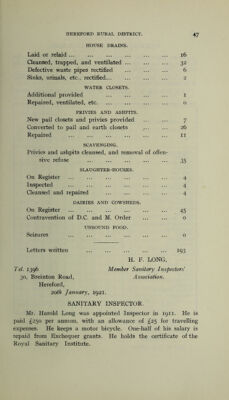 HEREFORD RURAL DISTRICT. 47
HOUSE DRAINS.
Laid or relaid ... ... ... ... ... ... 16
Cleansed, trapped, and ventilated ... ... ... 32
Defective waste pipes rectified ... ... ... 6
Sinks, urinals, etc., rectified... ... ... ... 2
WATER CLOSETS.
Additional provided ... ... ... ... 1
Repaired, ventilated, etc. ... ... ... ... 0
PRIVIES AND ASHPITS.
New pail closets and privies provided ... ... 7
Converted to pail and earth closets ... ... 26
Repaired ... ... ... ... ... ... 11
SCAVENGING.
Privies and ashpits cleansed, and removal of offen-
sive refuse ... ... ... ... ... 35
SLAUGHTER-HOUSES.
On Register ... ... ... ... ... ... 4
Inspected ... ... ... ... ... ... 4
Cleansed and repaired ... ... ... ... 4
DAIRIES AND COWSHEDS.
On Register ... ... ... ... ... ... 45
Contravention of D.C. and M. Order ... ... 0
UNSOUND FOOD.
Seizures ... ... ... ... ... ... 0
Letters written ... ... ... ... ... 193
H. F. LONG,
Tel. 1396 Member Sanitary Inspectors'
30, Breinton Road, Association.
Hereford,
20th January, 1921.
SANITARY INSPECTOR.
Mr. Harold Long was appointed Inspector in 1911. He is
paid £250 per annum, with an allowance of £25 for travelling
expenses. He keeps a motor bicycle. One-half of his salary is
repaid from Exchequer grants. He holds the certificate of the
Royal Sanitary Institute.